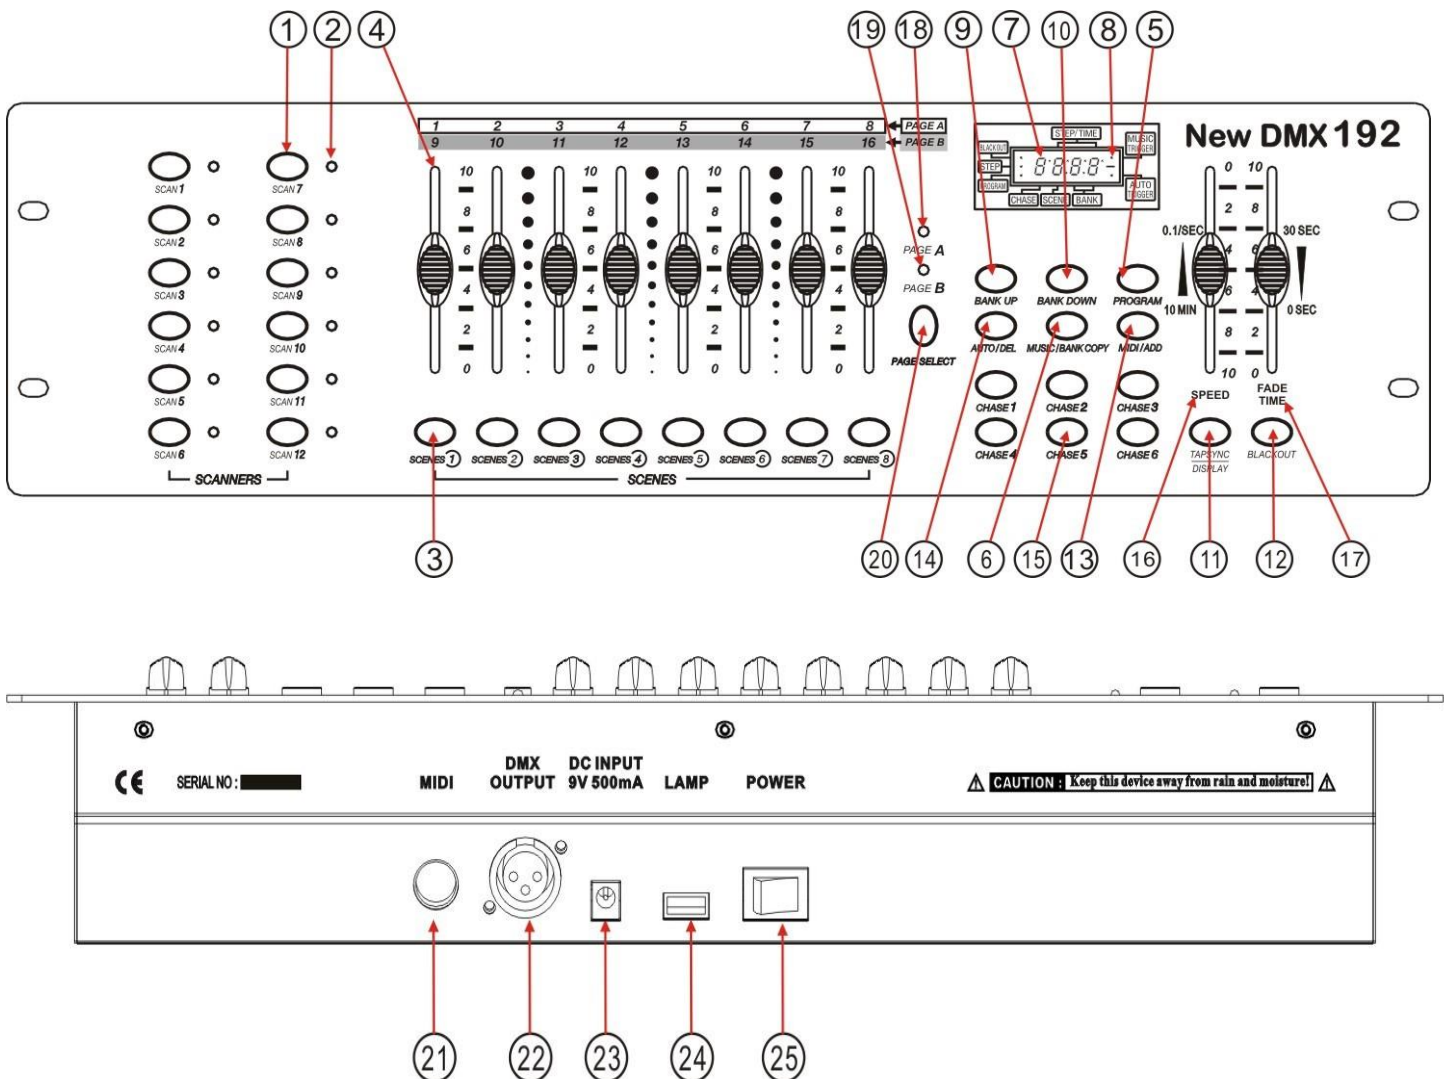 1 2 4 19 18 9 7 10 8 5
1 2 3 4 5 6 7 8 PAGE A
9 10 11 12 13 14 15 16 PAGE B
STEP/TIME
BLACKOUT
MUSIC TRIGGER
STEP
8.8.8.8-
PROGRAM
AUTO TRIGGER
CHASE SCENE BANK
New DMX 192
SCAN 1 SCAN 7
SCAN 2 SCAN 8
SCAN 3 SCAN 9
SCAN 4 SCAN 10
SCAN 5 SCAN 11
SCAN 6 SCAN 12
SCANNERS
10 10 10 10
8 8 8 8
6 6 6 6
4 4 4 4
2 2 2 2
0 0 0 0
SCENES 1 SCENES 2 SCENES 3 SCENES 4 SCENES 5 SCENES 6 SCENES 7 SCENES 8
SCENES
PAGE A
PAGE B
PAGE SELECT
BANK UP BANK DOWN PROGRAM
AUTO/DEL MUSIC/BANK COPY MIDI/ADD
CHASE 1 CHASE 2 CHASE 3
CHASE 4 CHASE 5 CHASE 6
0 10
2 8
0.1/SEC 4 6 30 SEC
10 MIN 6 4 0 SEC
8 2
10 0
SPEED
FADE
TIME
TAPSYNC
DISPLAY
BLACKOUT
3 20 14 6 15 13 16 11 12 17
CE SERIAL NO :
MIDI
DMX
OUTPUT
DC INPUT
9V 500mA
LAMP
POWER
CAUTION : Keep this device away from rain and moisture!
21 22 23 24 25